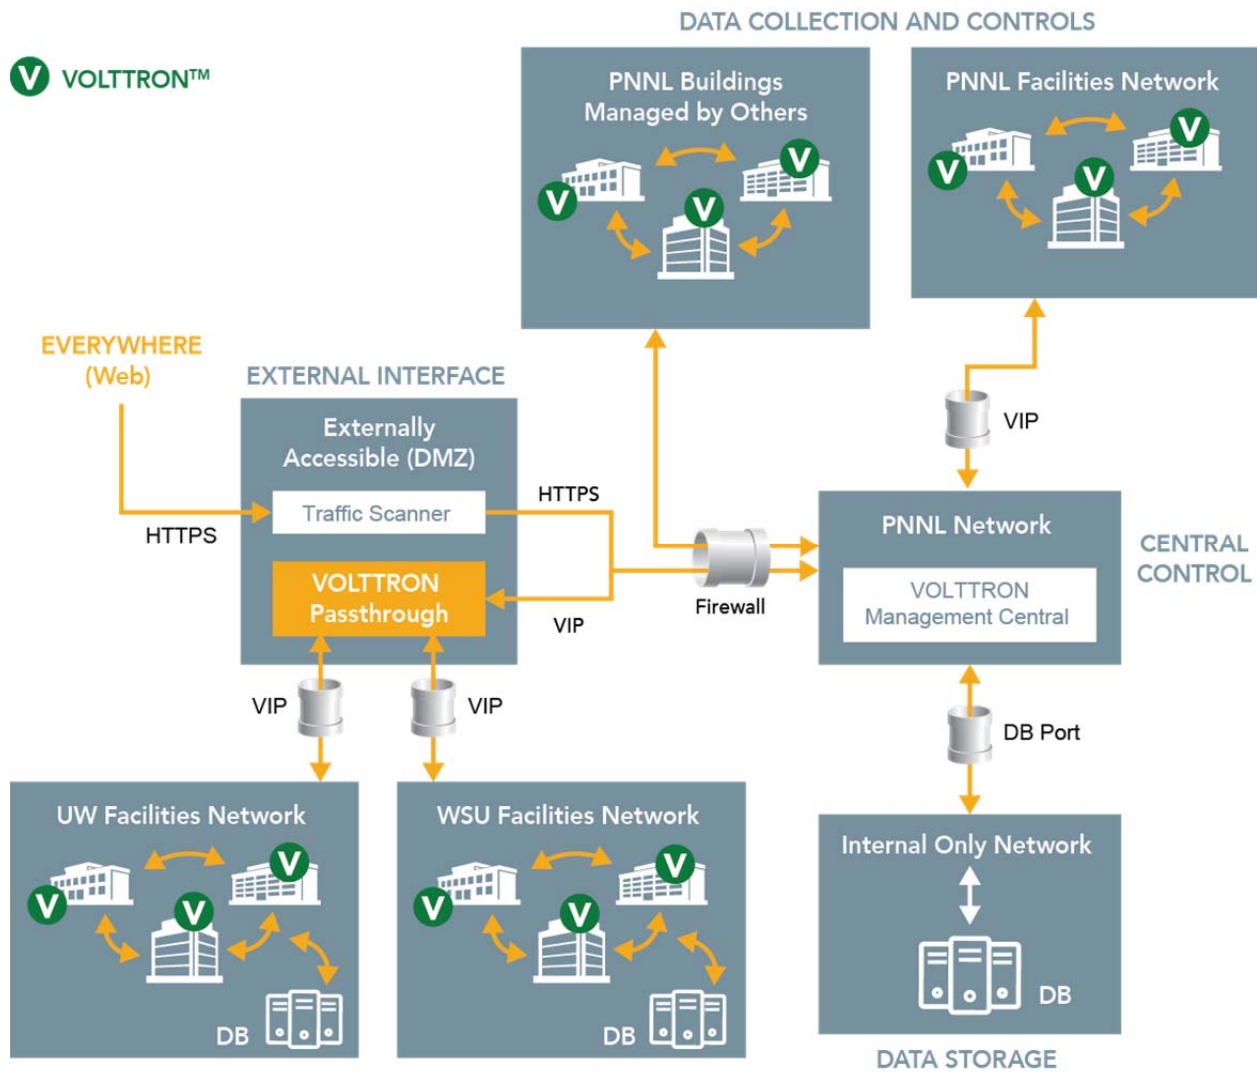 DATA COLLECTION AND CONTROLS
V VOLTTRON™
PNNL Buildings
Managed by Others
V
V
V
PNNL Facilities Network
V
V
V
EVERYWHERE
(Web)
HTTPS
EXTERNAL INTERFACE
Externally
Accessible (DMZ)
Traffic Scanner
HTTPS
VOLTTRON
Passthrough
VIP
Firewall
VIP
PNNL Network
VOLTTRON
Management Central
CENTRAL
CONTROL
VIP
VIP
DB Port
UW Facilities Network
V
V
V
DB
WSU Facilities Network
V
V
V
DB
Internal Only Network
DB
DATA STORAGE